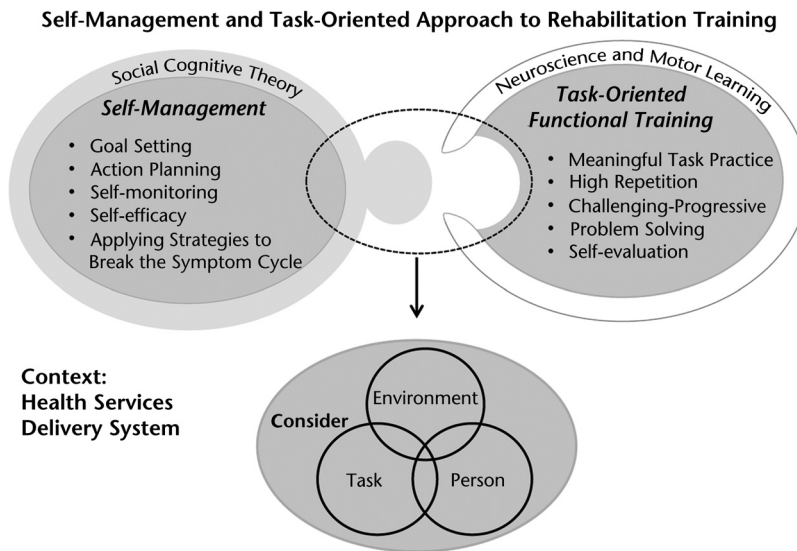 Self-Management and Task-Oriented Approach to Rehabilitation Training
Social Cognitive Theory
Self-Management
• Goal Setting
• Action Planning
• Self-monitoring
• Self-efficacy
• Applying Strategies to
Break the Symptom Cycle
Neuroscience and Motor Learning
Task-Oriented
Functional Training
• Meaningful Task Practice
• High Repetition
• Challenging-Progressive
• Problem Solving
• Self-evaluation
Context:
Health Services
Delivery System
Consider
Environment
Task
Person